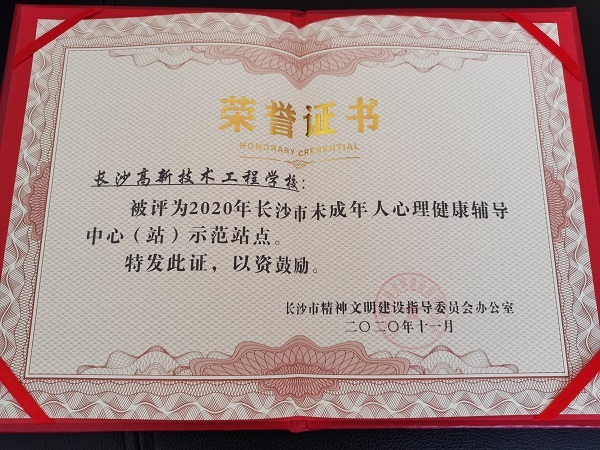 荣誉证书
HONORARY CREDENTIAL
长沙高新技术工程学校：
被评为2020年长沙市未成年人心理健康辅导
中心（站）示范站点。
特发此证，以资鼓励。
长沙市精神文明建设指导委员会办公室
二〇二〇年十一月